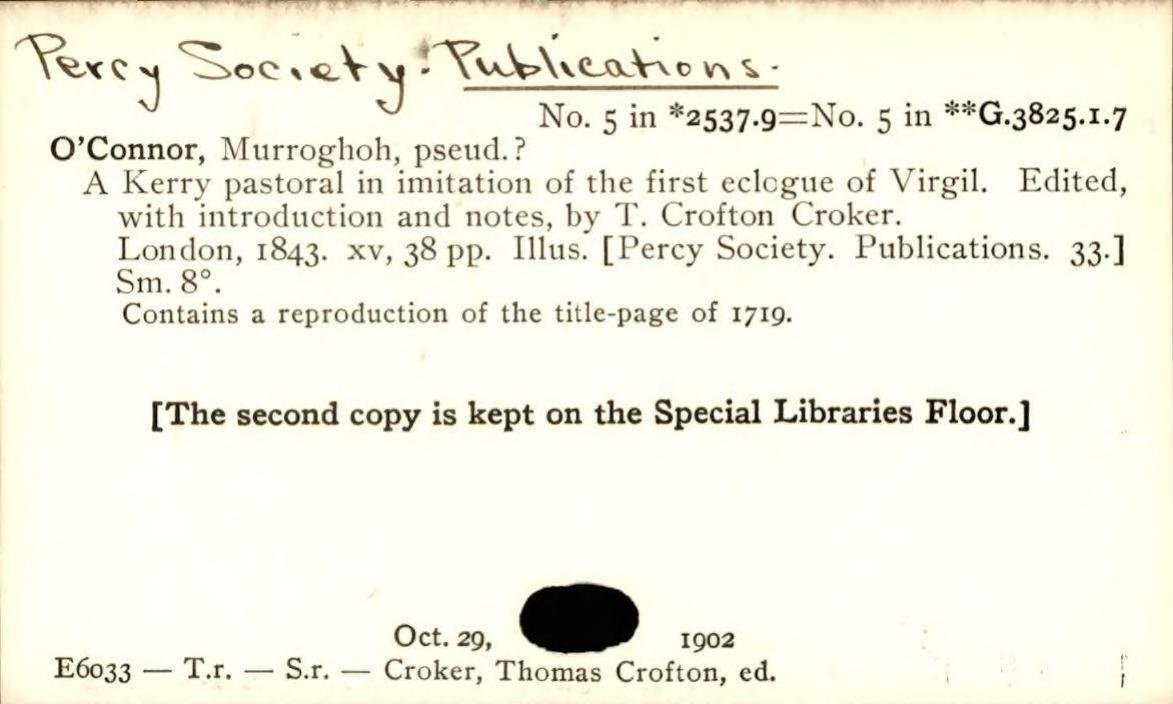 Percy Society. Publications.
No. 5 in *2537.9=No. 5 in **G.3825.1.7
O'Connor, Murroghoh, pseud.?
A Kerry pastoral in imitation of the first eclogue of Virgil. Edited,
with introduction and notes, by T. Crofton Croker.
London, 1843. xv, 38 pp. Illus. [Percy Society. Publications. 33.]
Sm. 8°.
Contains a reproduction of the title-page of 1719.
[The second copy is kept on the Special Libraries Floor.]
Oct. 29, 1902
E6033 — T.r. — S.r. — Croker, Thomas Crofton, ed.